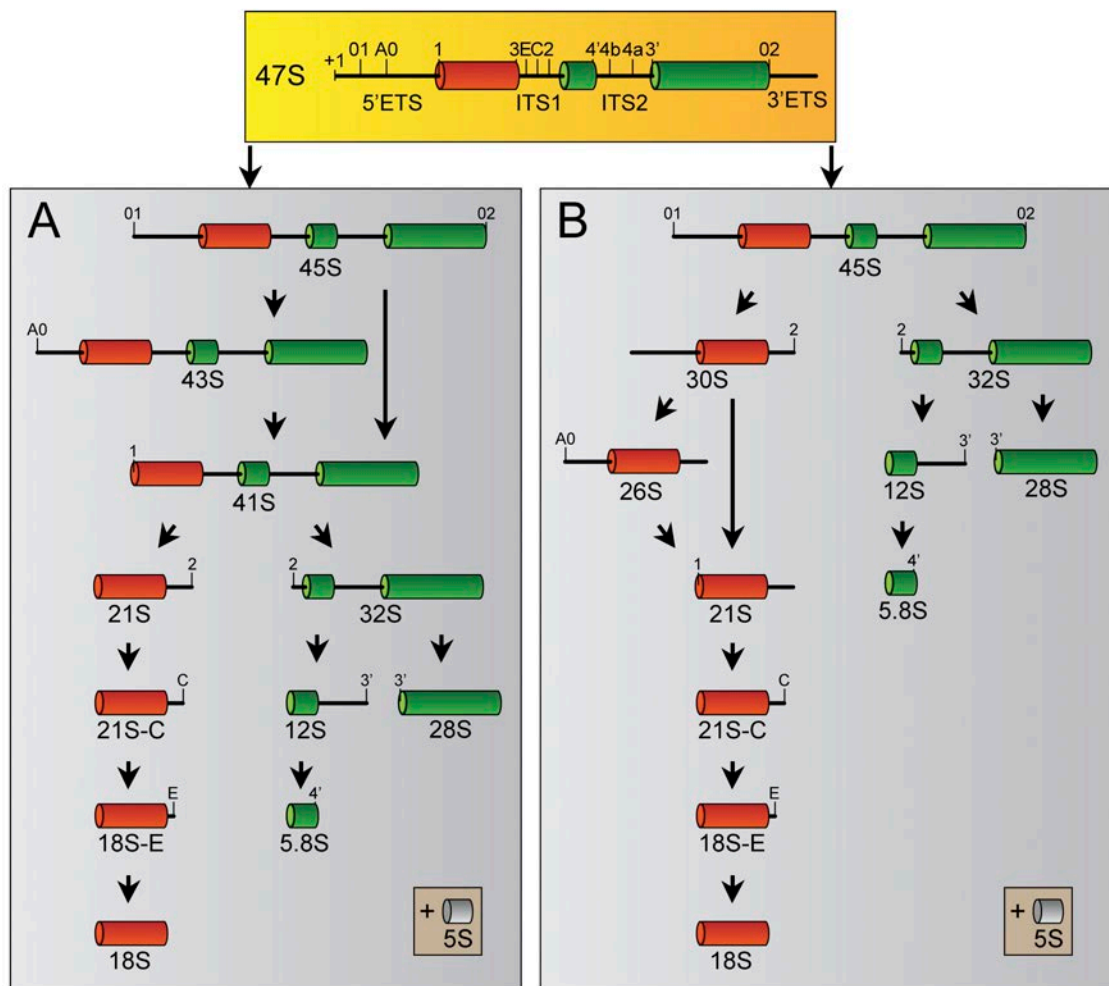 +1 01 A0 1 3EC2 4'4b 4a 3' 02
47S
5'ETS ITS1 ITS2 3'ETS
A
01 02
45S
A0
43S
1
41S
2 2
21S 32S
C 3' 3'
21S-C 12S 28S
E 4'
18S-E 5.8S
18S
+
5S
B
01 02
45S
2 2
30S 32S
A0 3' 3'
26S 12S 28S
1 4'
21S 5.8S
C
21S-C
E
18S-E
18S
+
5S